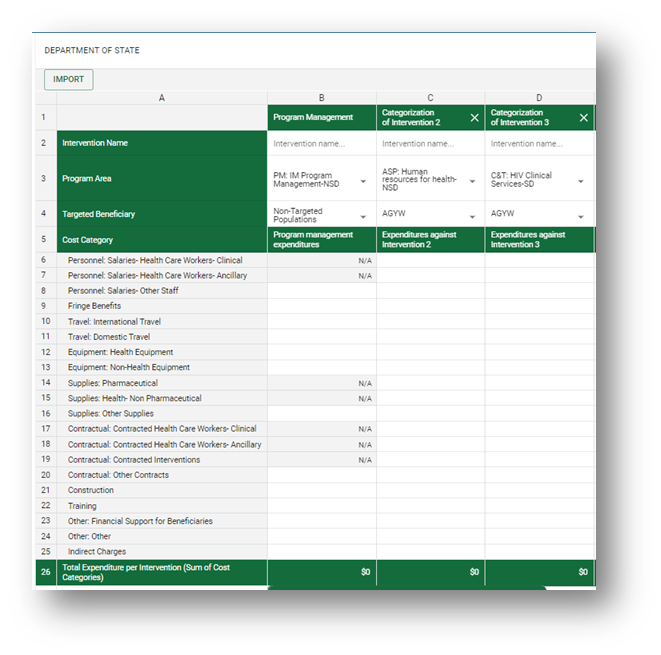 DEPARTMENT OF STATE
IMPORT
A B C D
1 Program Management Categorization of Intervention 2 × Categorization of Intervention 3 ×
2 Intervention Name Intervention name... Intervention name... Intervention name...
3 Program Area PM: IM Program Management-NSD ASP: Human resources for health-NSD C&T: HIV Clinical Services-SD
4 Targeted Beneficiary Non-Targeted Populations AGYW AGYW
5 Cost Category Program management expenditures Expenditures against Intervention 2 Expenditures against Intervention 3
6 Personnel: Salaries- Health Care Workers- Clinical N/A
7 Personnel: Salaries- Health Care Workers- Ancillary N/A
8 Personnel: Salaries- Other Staff
9 Fringe Benefits
10 Travel: International Travel
11 Travel: Domestic Travel
12 Equipment: Health Equipment
13 Equipment: Non-Health Equipment
14 Supplies: Pharmaceutical N/A
15 Supplies: Health- Non Pharmaceutical N/A
16 Supplies: Other Supplies
17 Contractual: Contracted Health Care Workers- Clinical N/A
18 Contractual: Contracted Health Care Workers- Ancillary N/A
19 Contractual: Contracted Interventions N/A
20 Contractual: Other Contracts
21 Construction
22 Training
23 Other: Financial Support for Beneficiaries
24 Other: Other
25 Indirect Charges
26 Total Expenditure per Intervention (Sum of Cost Categories) $0 $0 $0